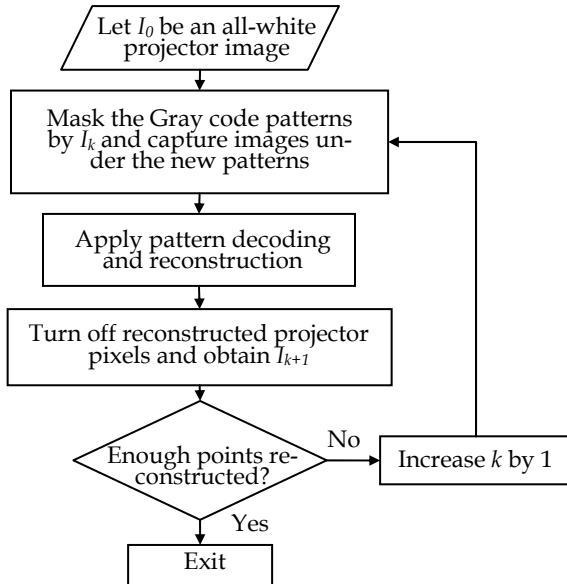 Let I₀ be an all-white
projector image
Mask the Gray code patterns
by Iₖ and capture images un-
der the new patterns
Apply pattern decoding
and reconstruction
Turn off reconstructed projector
pixels and obtain Iₖ₊₁
Enough points re-
constructed?
No
Increase k by 1
Yes
Exit